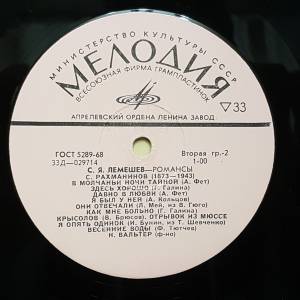 МИНИСТЕРСТВО КУЛЬТУРЫ СССР
МЕЛОДИЯ
ВСЕСОЮЗНАЯ ФИРМА ГРАМПЛАСТИНОК
33
АПРЕЛЕВСКИЙ ОРДЕНА ЛЕНИНА ЗАВОД
ГОСТ 5289-68
Вторая гр.-2
33Д—029714
1-00
С. Я. ЛЕМЕШЕВ—РОМАНСЫ
С. РАХМАНИНОВ (1873—1943)
В МОЛЧАНЬИ НОЧИ ТАЙНОЙ (А. Фет)
ЗДЕСЬ ХОРОШО (Г. Галина)
ДАВНО В ЛЮБВИ (А. Фет)
Я БЫЛ У НЕЙ (А. Кольцов)
ОНИ ОТВЕЧАЛИ (Л. Мей, из В. Гюго)
КАК МНЕ БОЛЬНО (Г. Галина)
КРЫСОЛОВ (В. Брюсов), ОТРЫВОК ИЗ МЮССЕ
Я ОПЯТЬ ОДИНОК (И. Бунин, из Т. Шевченко)
ВЕСЕННИЕ ВОДЫ (Ф. Тютчев)
Н. ВАЛЬТЕР (ф-но)